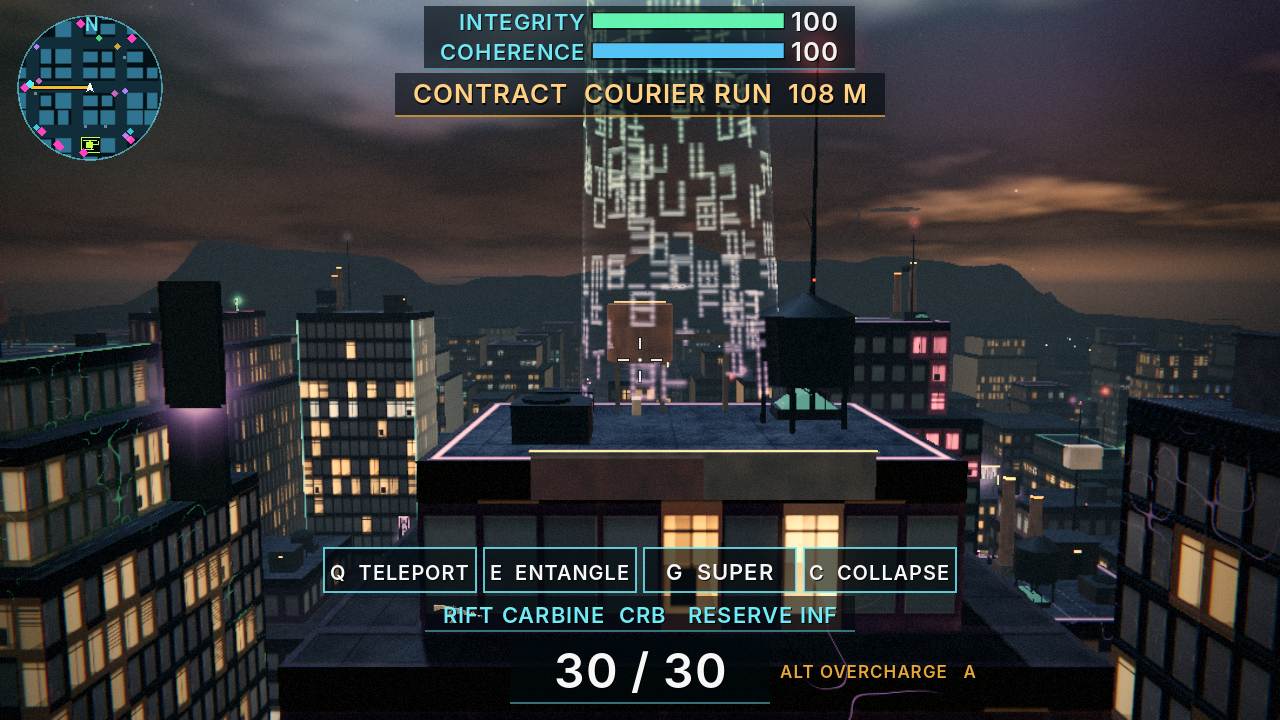 N
INTEGRITY 100
COHERENCE 100
CONTRACT COURIER RUN 108 M
Q TELEPORT E ENTANGLE G SUPER C COLLAPSE
RIFT CARBINE CRB RESERVE INF
30 / 30
ALT OVERCHARGE A